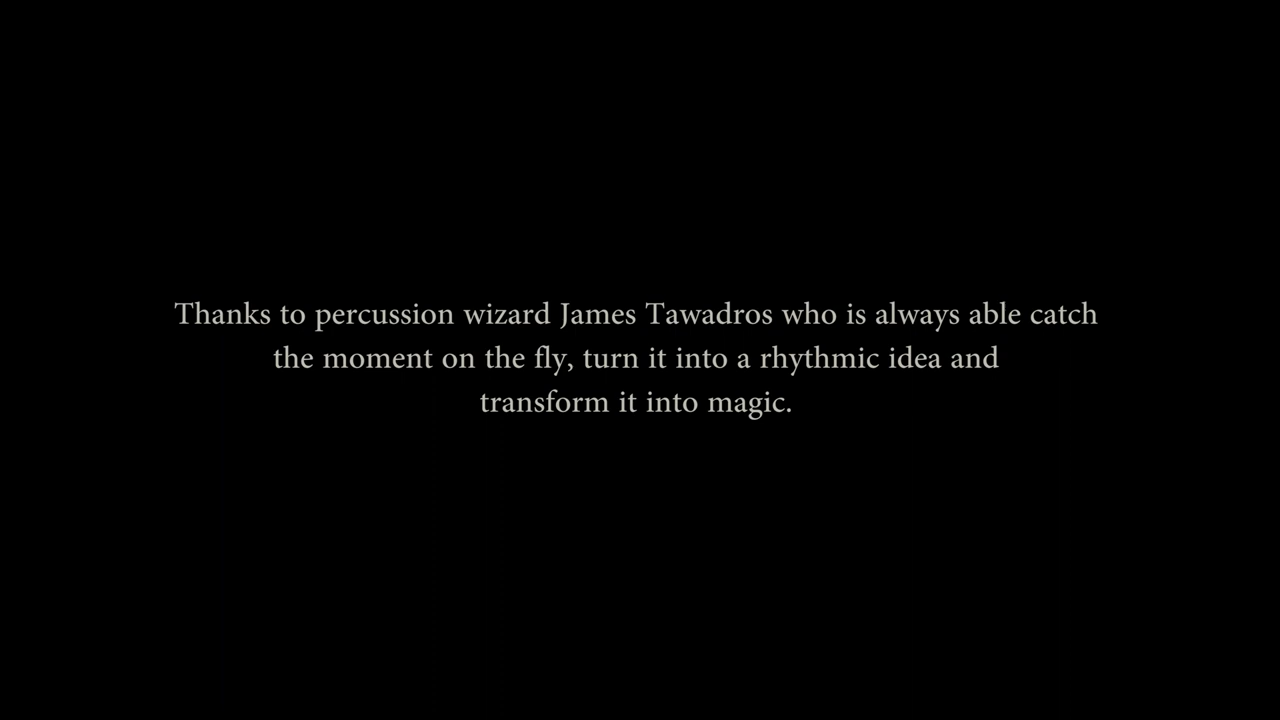 Thanks to percussion wizard James Tawadros who is always able catch
the moment on the fly, turn it into a rhythmic idea and
transform it into magic.